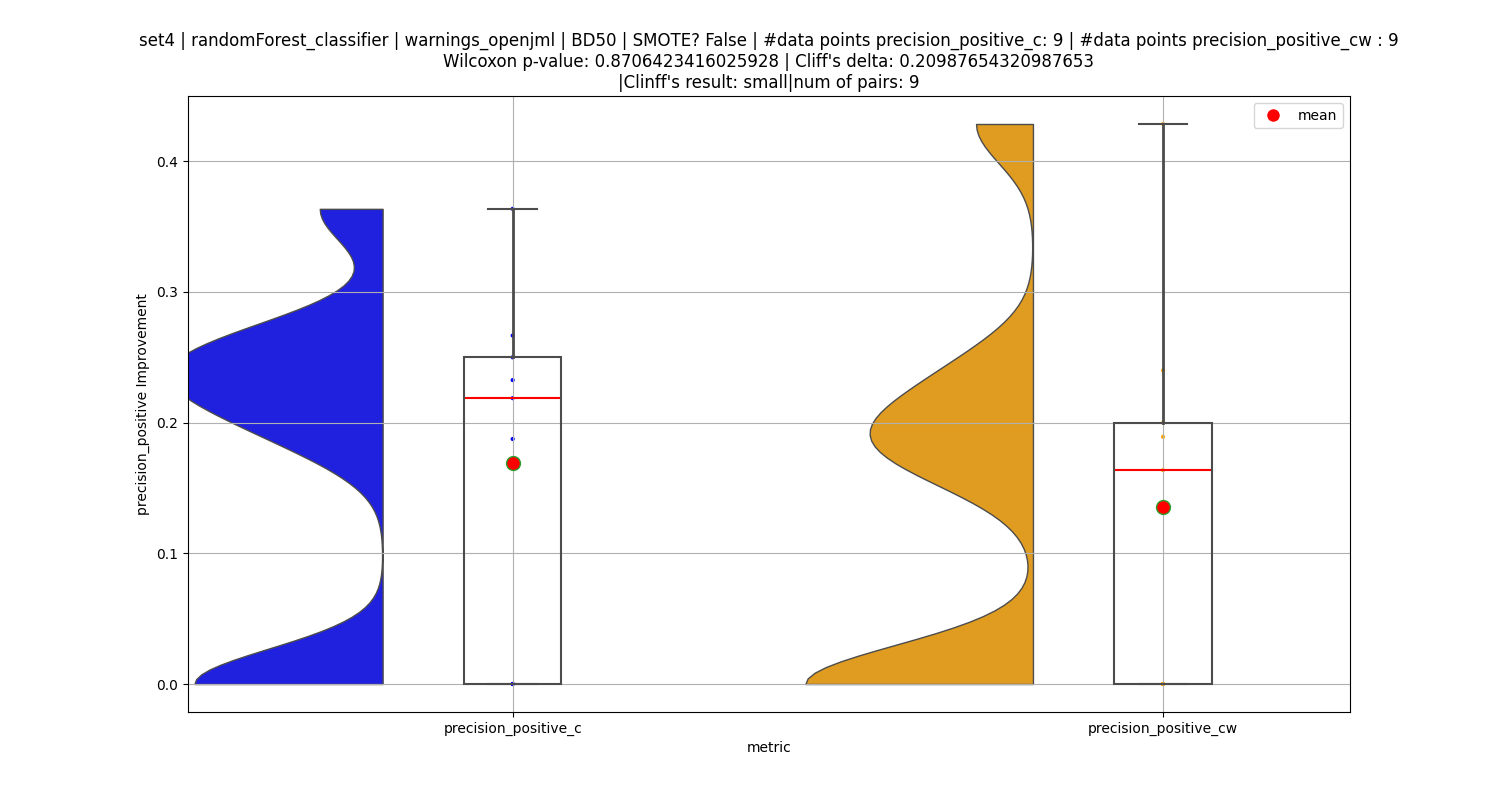 set4 | randomForest_classifier | warnings_openjml | BD50 | SMOTE? False | #data points precision_positive_c: 9 | #data points precision_positive_cw : 9
Wilcoxon p-value: 0.8706423416025928 | Cliff's delta: 0.20987654320987653
|Clinff's result: small|num of pairs: 9
mean
0.4
0.3
0.2
0.1
0.0
precision_positive Improvement
precision_positive_c
precision_positive_cw
metric